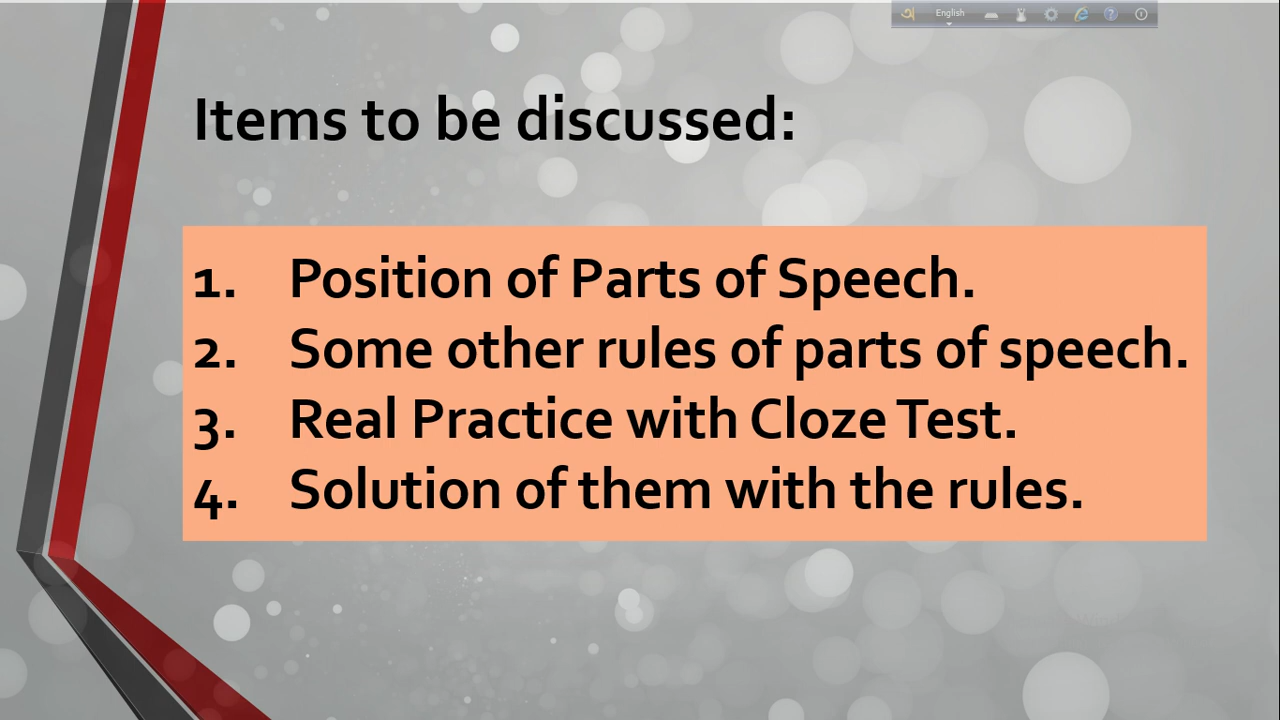 English
Items to be discussed:
1. Position of Parts of Speech.
2. Some other rules of parts of speech.
3. Real Practice with Cloze Test.
4. Solution of them with the rules.